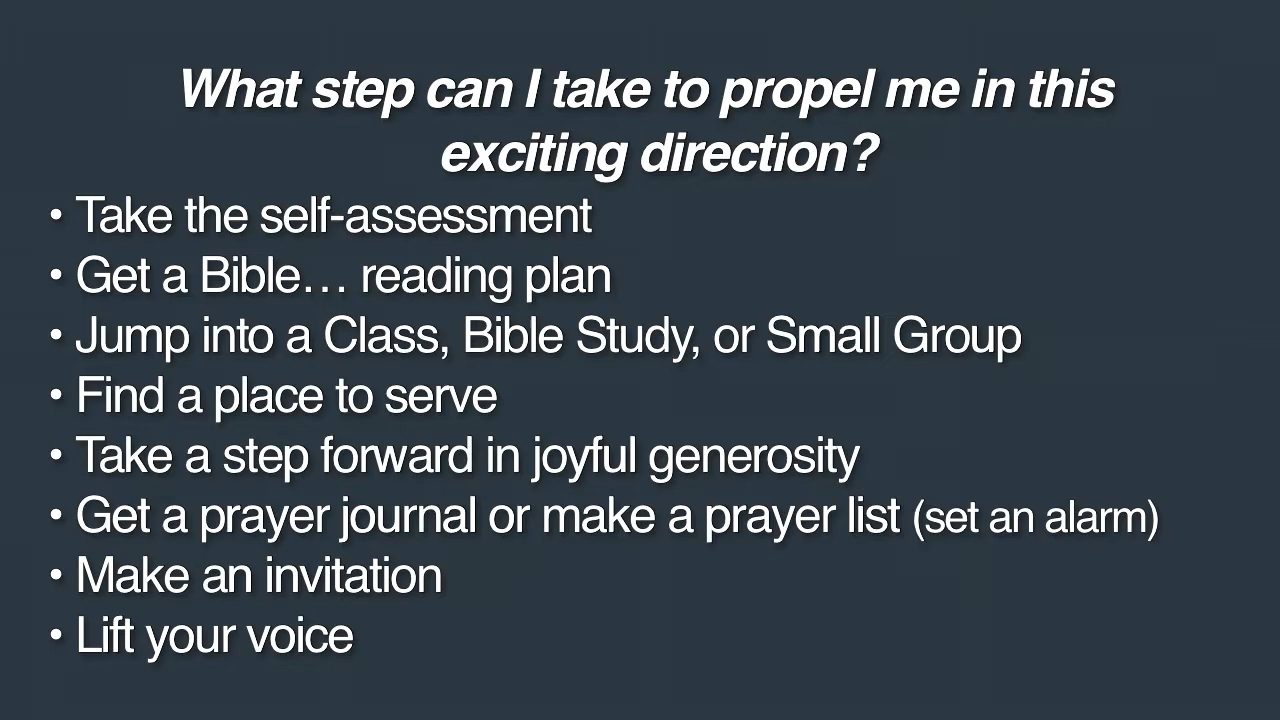 What step can I take to propel me in this
exciting direction?
• Take the self-assessment
• Get a Bible… reading plan
• Jump into a Class, Bible Study, or Small Group
• Find a place to serve
• Take a step forward in joyful generosity
• Get a prayer journal or make a prayer list (set an alarm)
• Make an invitation
• Lift your voice